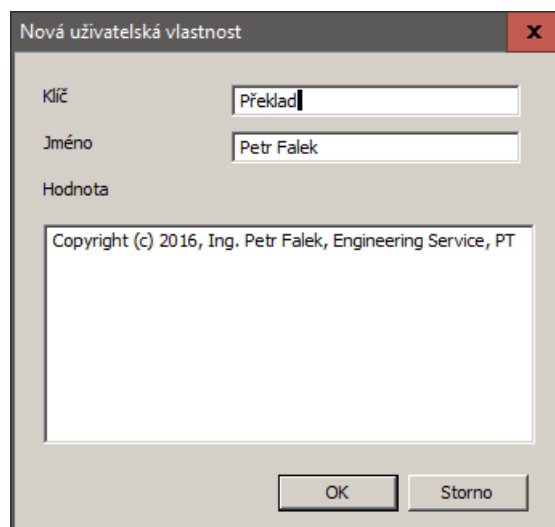 Nová uživatelská vlastnost
x
Klíč
Překlad
Jméno
Petr Falek
Hodnota
Copyright (c) 2016, Ing. Petr Falek, Engineering Service, PT
OK
Storno